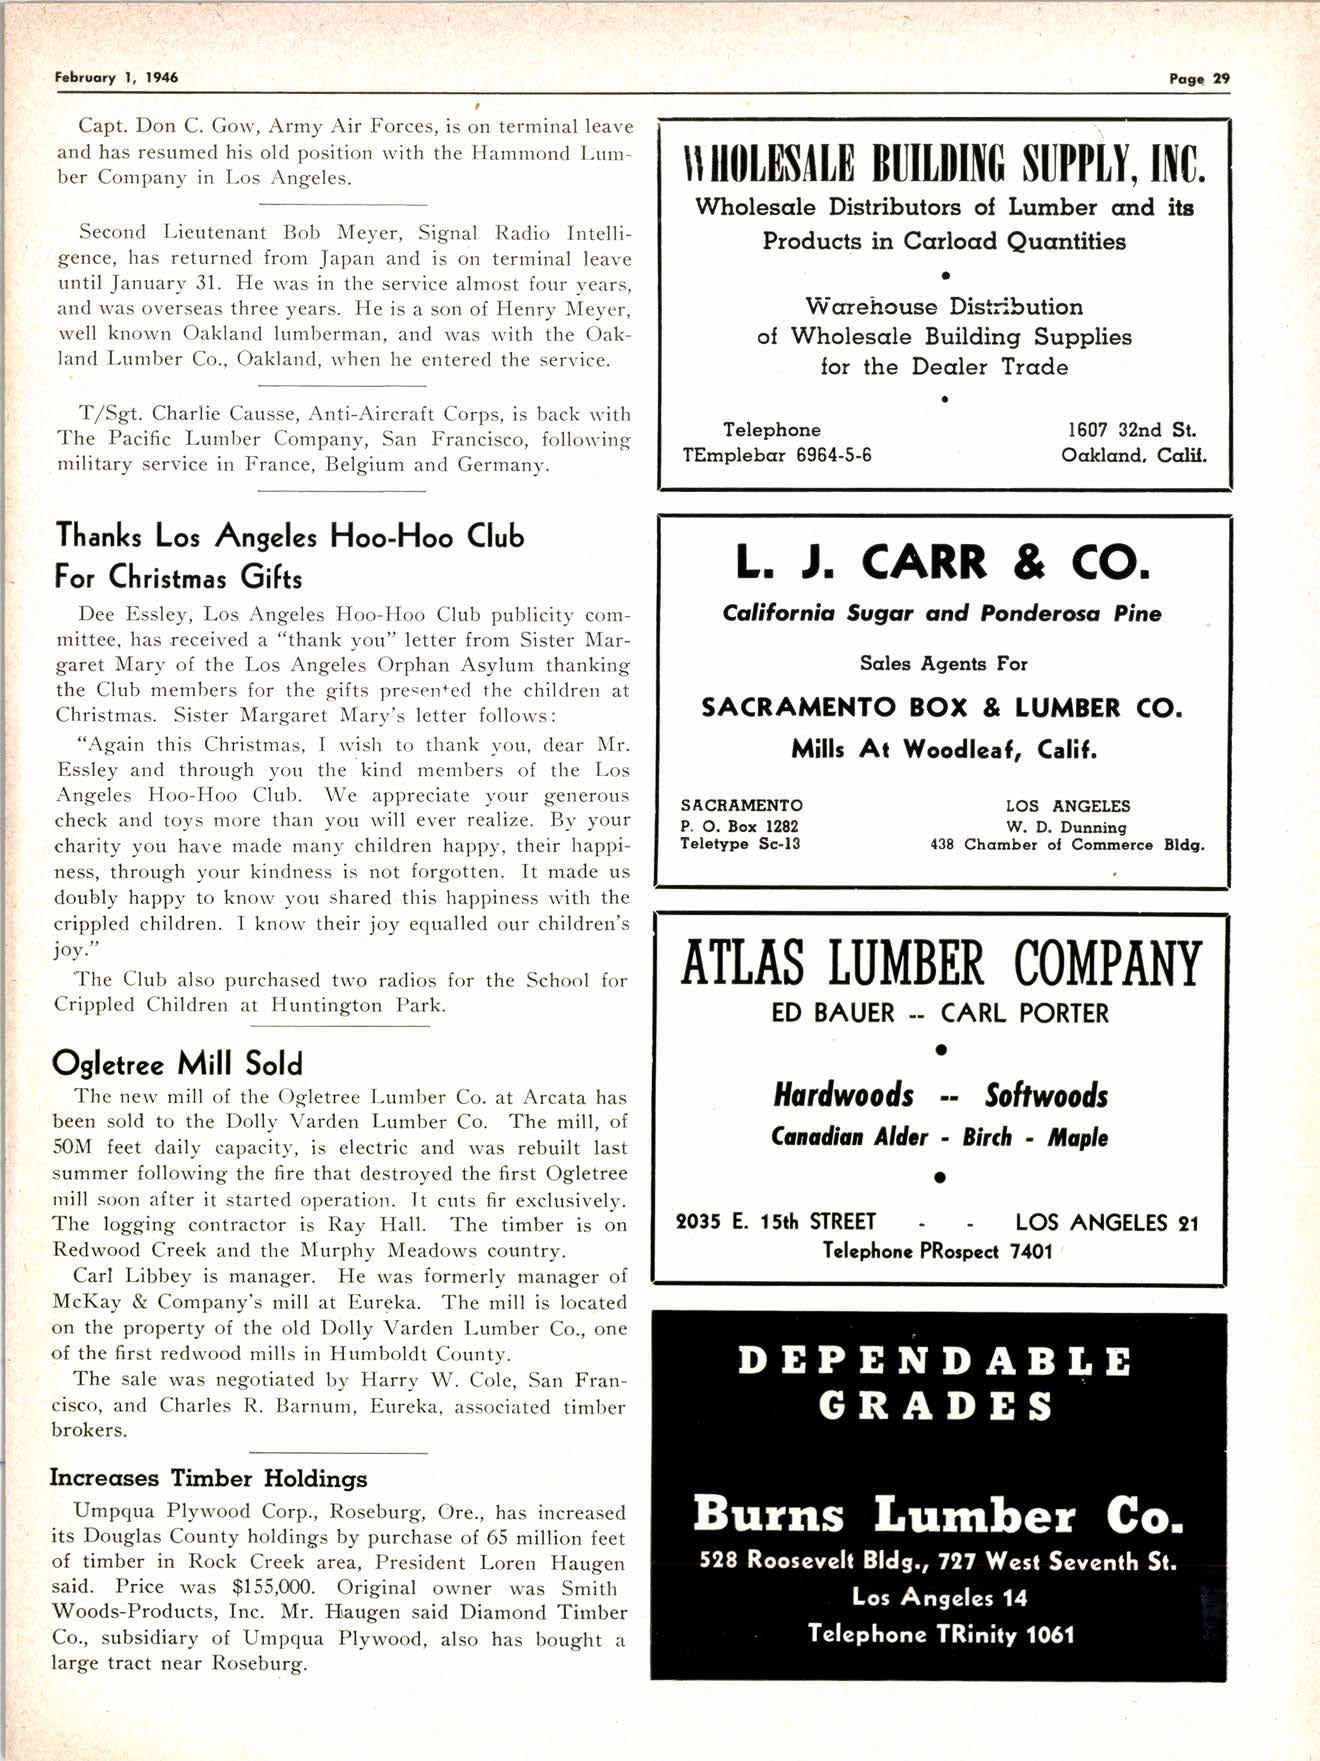 February 1, 1946
Page 29
Capt. Don C. Gow, Army Air Forces, is on terminal leave
and has resumed his old position with the Hammond Lum-
ber Company in Los Angeles.
Second Lieutenant Bob Meyer, Signal Radio Intelli-
gence, has returned from Japan and is on terminal leave
until January 31. He was in the service almost four years,
and was overseas three years. He is a son of Henry Meyer,
well known Oakland lumberman, and was with the Oak-
land Lumber Co., Oakland, when he entered the service.
T/Sgt. Charlie Causse, Anti-Aircraft Corps, is back with
The Pacific Lumber Company, San Francisco, following
military service in France, Belgium and Germany.
Thanks Los Angeles Hoo-Hoo Club
For Christmas Gifts
Dee Essley, Los Angeles Hoo-Hoo Club publicity com-
mittee, has received a "thank you" letter from Sister Mar-
garet Mary of the Los Angeles Orphan Asylum thanking
the Club members for the gifts presented the children at
Christmas. Sister Margaret Mary's letter follows:
"Again this Christmas, I wish to thank you, dear Mr.
Essley and through you the kind members of the Los
Angeles Hoo-Hoo Club. We appreciate your generous
check and toys more than you will ever realize. By your
charity you have made many children happy, their happi-
ness, through your kindness is not forgotten. It made us
doubly happy to know you shared this happiness with the
crippled children. I know their joy equalled our children's
joy."
The Club also purchased two radios for the School for
Crippled Children at Huntington Park.
Ogletree Mill Sold
The new mill of the Ogletree Lumber Co. at Arcata has
been sold to the Dolly Varden Lumber Co. The mill, of
50M feet daily capacity, is electric and was rebuilt last
summer following the fire that destroyed the first Ogletree
mill soon after it started operation. It cuts fir exclusively.
The logging contractor is Ray Hall. The timber is on
Redwood Creek and the Murphy Meadows country.
Carl Libbey is manager. He was formerly manager of
McKay & Company's mill at Eureka. The mill is located
on the property of the old Dolly Varden Lumber Co., one
of the first redwood mills in Humboldt County.
The sale was negotiated by Harry W. Cole, San Fran-
cisco, and Charles R. Barnum, Eureka, associated timber
brokers.
Increases Timber Holdings
Umpqua Plywood Corp., Roseburg, Ore., has increased
its Douglas County holdings by purchase of 65 million feet
of timber in Rock Creek area, President Loren Haugen
said. Price was $155,000. Original owner was Smith
Woods-Products, Inc. Mr. Haugen said Diamond Timber
Co., subsidiary of Umpqua Plywood, also has bought a
large tract near Roseburg.
WHOLESALE BUILDING SUPPLY, INC.
Wholesale Distributors of Lumber and its
Products in Carload Quantities
•
Warehouse Distribution
of Wholesale Building Supplies
for the Dealer Trade
•
Telephone
TEmplebar 6964-5-6
1607 32nd St.
Oakland, Calif.
L. J. CARR & CO.
California Sugar and Ponderosa Pine
Sales Agents For
SACRAMENTO BOX & LUMBER CO.
Mills At Woodleaf, Calif.
SACRAMENTO
P. O. Box 1282
Teletype Sc-13
LOS ANGELES
W. D. Dunning
438 Chamber of Commerce Bldg.
ATLAS LUMBER COMPANY
ED BAUER -- CARL PORTER
•
Hardwoods -- Softwoods
Canadian Alder - Birch - Maple
•
2035 E. 15th STREET - - LOS ANGELES 21
Telephone PRospect 7401
DEPENDABLE
GRADES
Burns Lumber Co.
528 Roosevelt Bldg., 727 West Seventh St.
Los Angeles 14
Telephone TRinity 1061